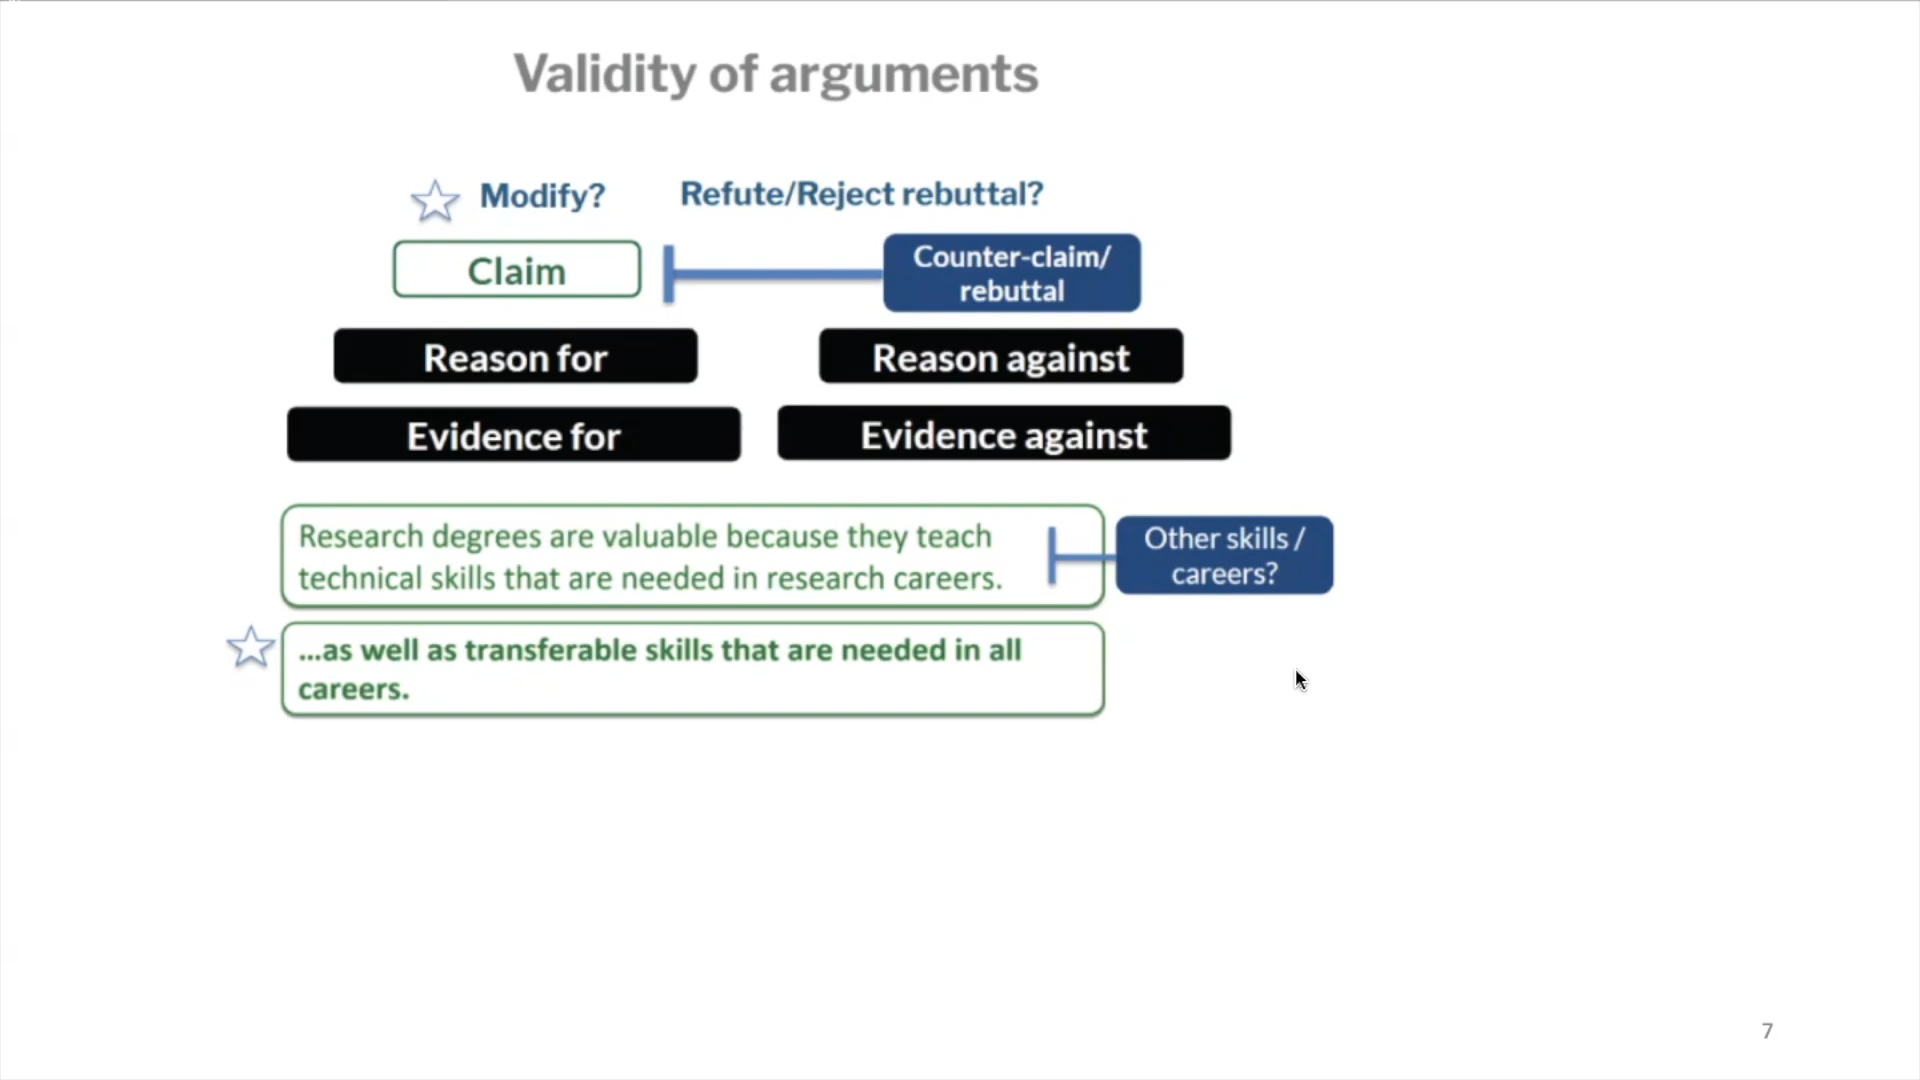 Validity of arguments
Modify?
Refute/Reject rebuttal?
Claim
Counter-claim/
rebuttal
Reason for
Reason against
Evidence for
Evidence against
Research degrees are valuable because they teach
technical skills that are needed in research careers.
Other skills /
careers?
...as well as transferable skills that are needed in all
careers.
7